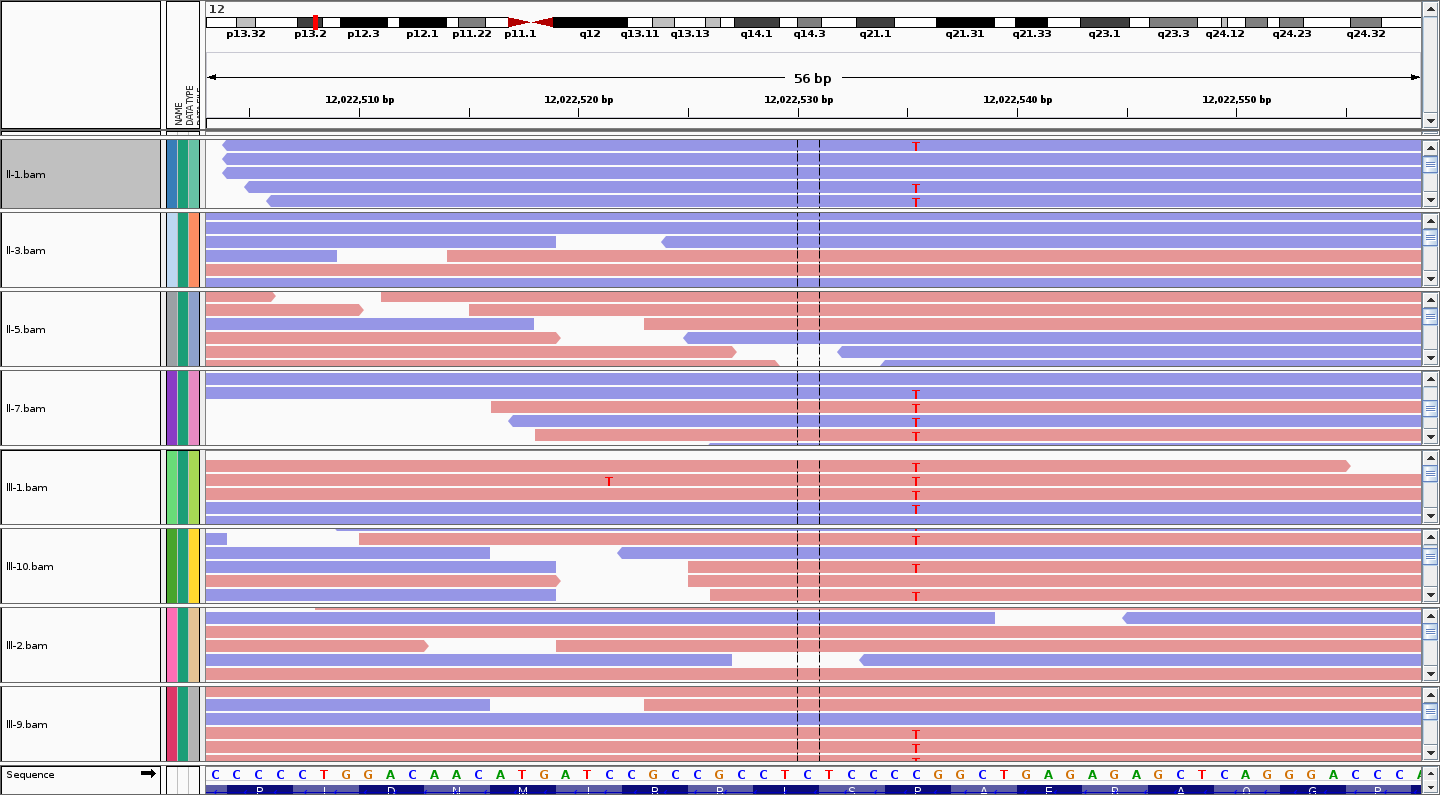 12
p13.32 p13.2 p12.3 p12.1 p11.22 p11.1 q12 q13.11 q13.13 q14.1 q14.3 q21.1 q21.31 q21.33 q23.1 q23.3 q24.12 q24.23 q24.32
56 bp
NAME
DATA TYPE
DATA FILE
12,022,510 bp 12,022,520 bp 12,022,530 bp 12,022,540 bp 12,022,550 bp
II-1.bam
T
T
T
II-3.bam
II-5.bam
II-7.bam
T
T
T
T
III-1.bam
T
T T
T
T
III-10.bam
T
T
T
III-2.bam
III-9.bam
T
T
T
Sequence C C C C C T G G A C A A C A T G A T C C G C C G C C T C T C C C C G G C T G A G A G A G C T C A G G G A C C C A